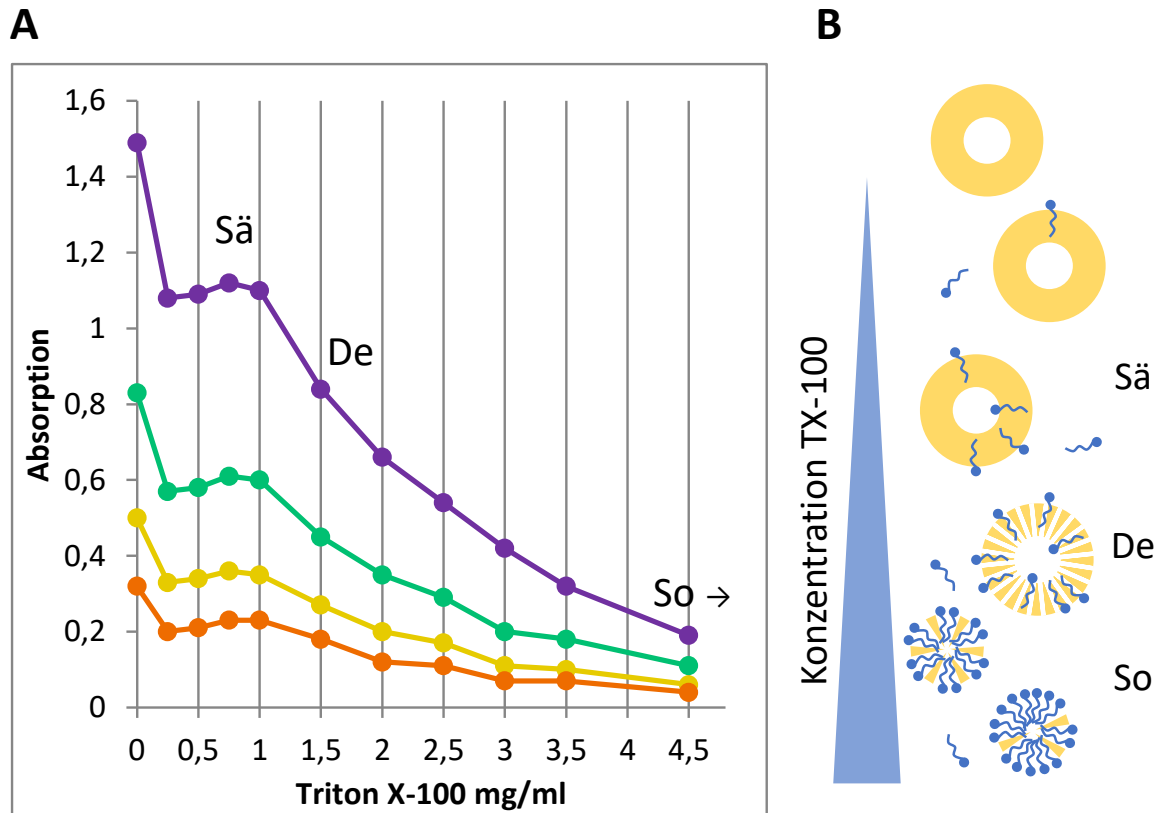 A
1,6
1,4
1,2
1
0,8
0,6
0,4
0,2
0
Absorption
Sä
De
So →
0 0,5 1 1,5 2 2,5 3 3,5 4 4,5
Triton X-100 mg/ml
B
Konzentration TX-100
Sä
De
So